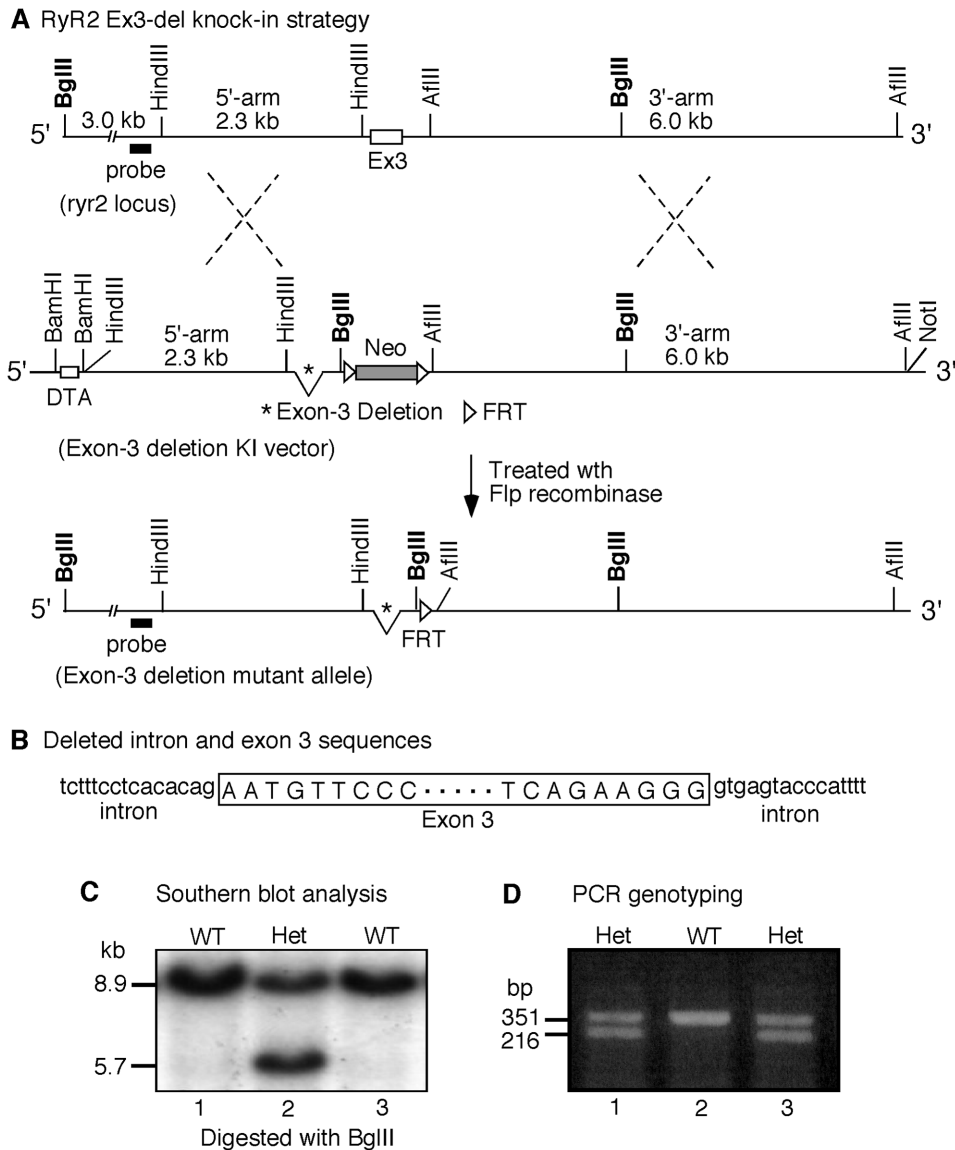 A RyR2 Ex3-del knock-in strategy
BglII HindIII HindIII AflII BglII AflII
5'-arm 3'-arm
3.0 kb 2.3 kb 6.0 kb
5' 3'
probe Ex3
(ryr2 locus)
BamHI BamHI HindIII HindIII BglII AflII BglII AflII NotI
5'-arm Neo 3'-arm
2.3 kb * 6.0 kb
5' 3'
DTA
* Exon-3 Deletion FRT
(Exon-3 deletion KI vector)
Treated wth
Flp recombinase
BglII HindIII HindIII BglII AflII BglII AflII
5' * 3'
probe FRT
(Exon-3 deletion mutant allele)
B Deleted intron and exon 3 sequences
tctttcctcacacag A A T G T T C C C · · · · · T C A G A A G G G gtgagtacccatttt
intron Exon 3 intron
C Southern blot analysis
WT Het WT
kb
8.9
5.7
1 2 3
Digested with BglII
D PCR genotyping
Het WT Het
bp
351
216
1 2 3